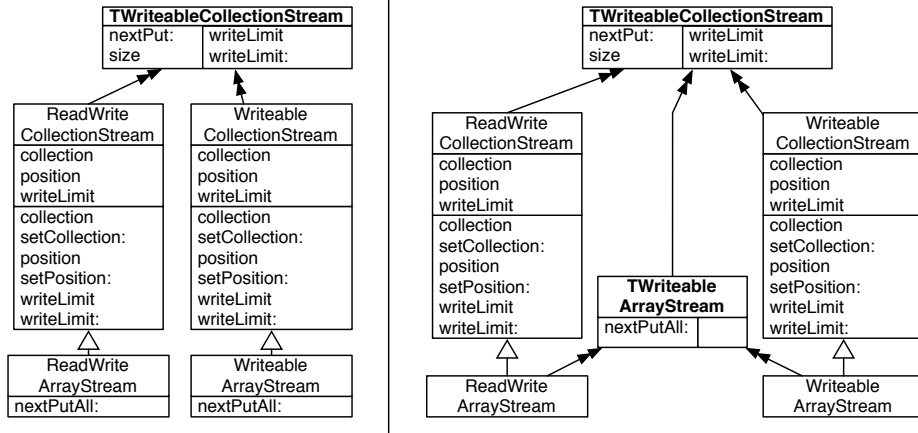 TWriteableCollectionStream
nextPut: writeLimit
size writeLimit:
ReadWrite
CollectionStream
collection
position
writeLimit
collection
setCollection:
position
setPosition:
writeLimit
writeLimit:
ReadWrite
ArrayStream
nextPutAll:
Writeable
CollectionStream
collection
position
writeLimit
collection
setCollection:
position
setPosition:
writeLimit
writeLimit:
Writeable
ArrayStream
nextPutAll:
TWriteableCollectionStream
nextPut: writeLimit
size writeLimit:
ReadWrite
CollectionStream
collection
position
writeLimit
collection
setCollection:
position
setPosition:
writeLimit
writeLimit:
ReadWrite
ArrayStream
TWriteable
ArrayStream
nextPutAll:
Writeable
CollectionStream
collection
position
writeLimit
collection
setCollection:
position
setPosition:
writeLimit
writeLimit:
Writeable
ArrayStream